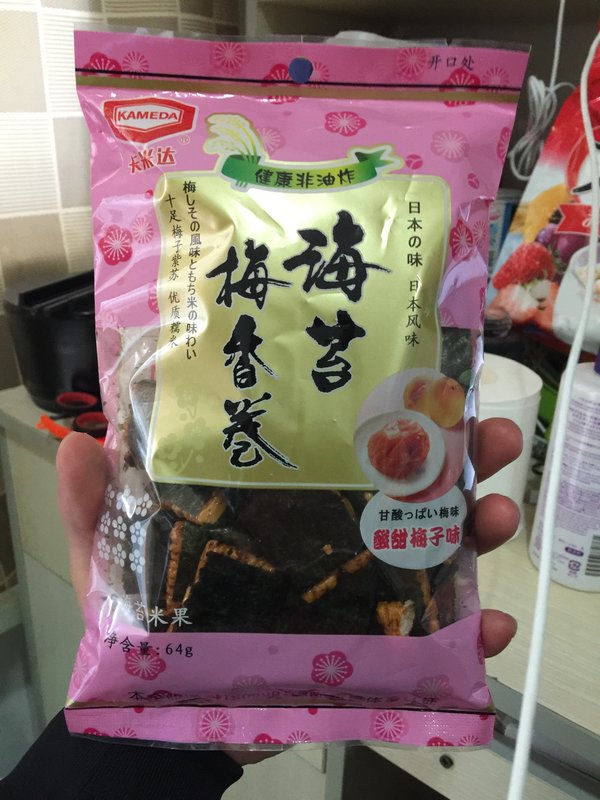 开口处
KAMEDA
®
卡米达
健康非油炸
日本の味 日本风味
海苔
梅香卷
梅しその風味ともち米の味わい
十足梅子紫苏 优质糯米
甘酸っぱい梅味
酸甜梅子味
米果
净含量:64g